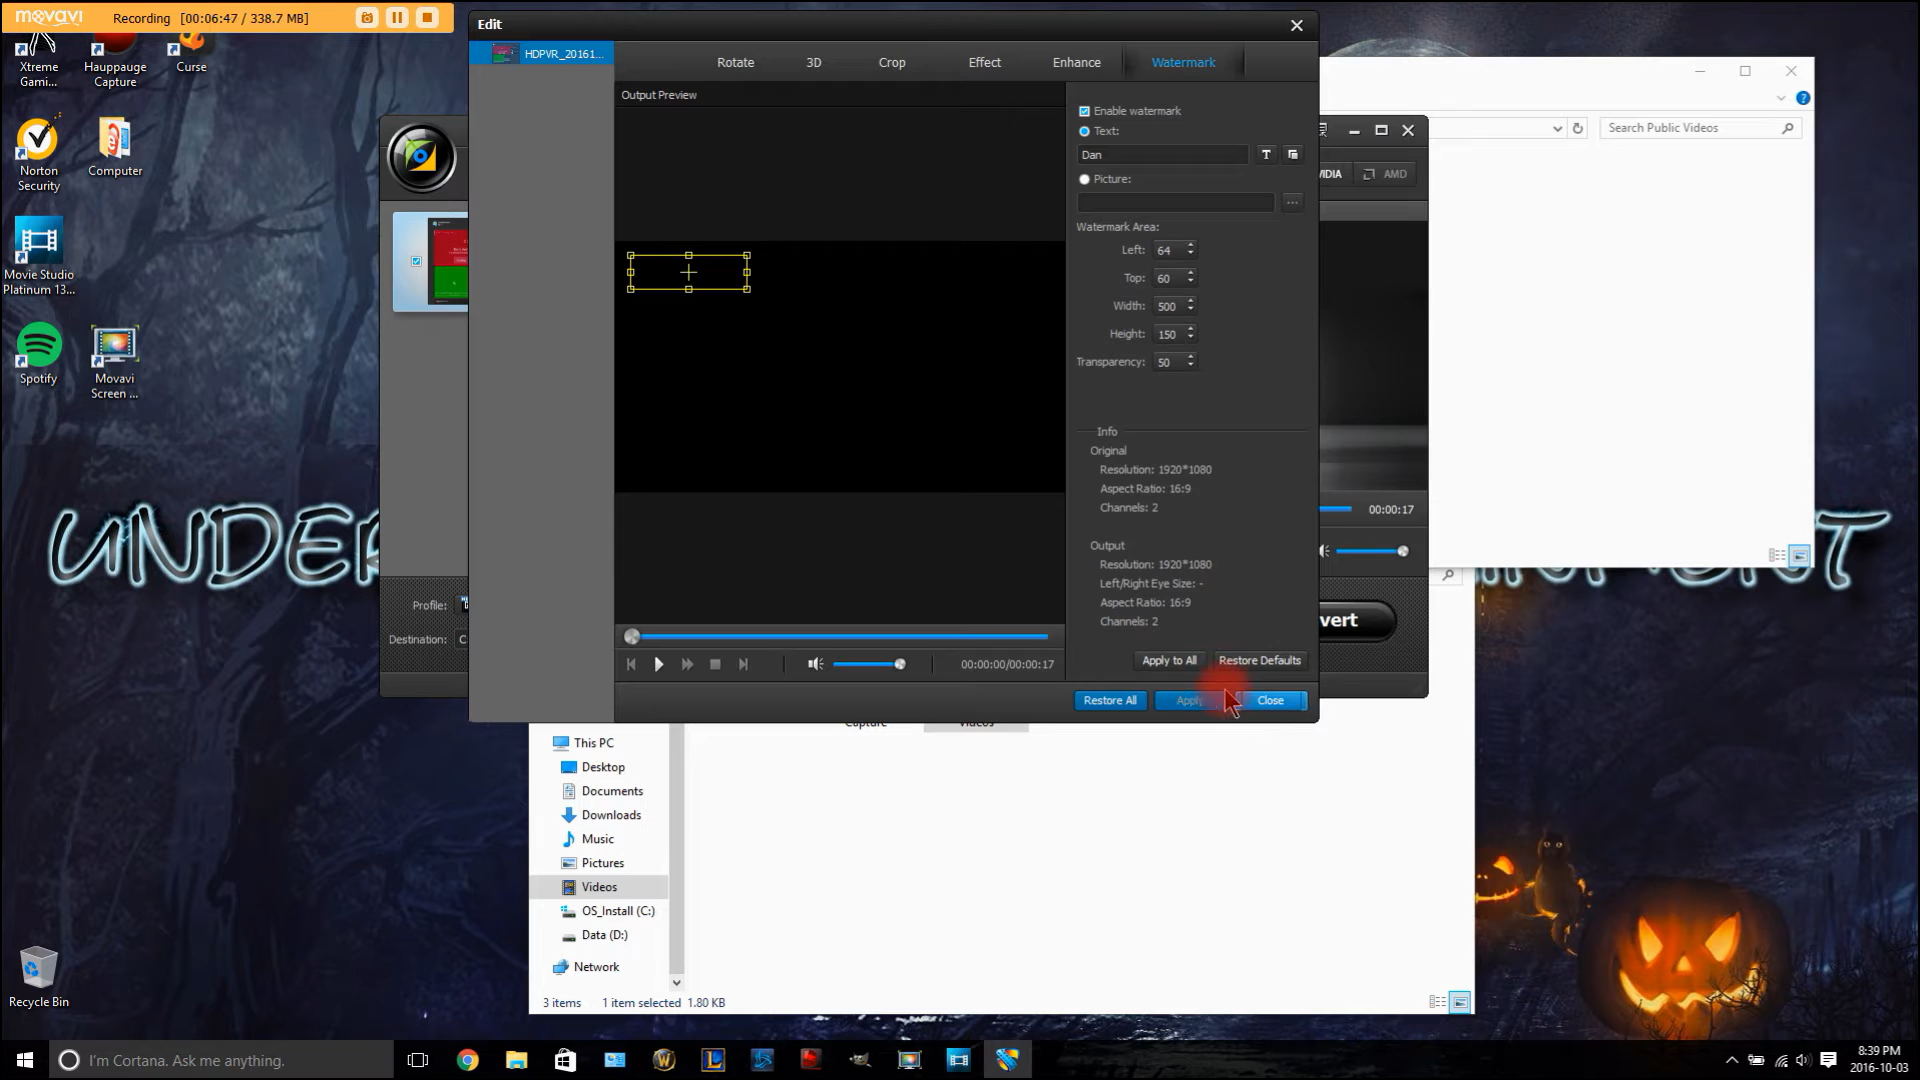 movavi
Recording [00:06:47 / 338.7 MB]
Xtreme
Gami...
Hauppauge
Capture
Curse
Norton
Security
Computer
Movie Studio
Platinum 13...
Spotify
Movavi
Screen ...
Recycle Bin
Edit
HDPVR_20161...
Rotate
3D
Crop
Effect
Enhance
Watermark
Output Preview
Enable watermark
Text:
Dan
T
Picture:
...
Watermark Area:
Left: 64
Top: 60
Width: 500
Height: 150
Transparency: 50
Info
Original
Resolution: 1920*1080
Aspect Ratio: 16:9
Channels: 2
Output
Resolution: 1920*1080
Left/Right Eye Size: -
Aspect Ratio: 16:9
Channels: 2
Apply to All
Restore Defaults
00:00:00/00:00:17
Restore All
Apply
Close
Search Public Videos
VIDIA
AMD
00:00:17
vert
Profile:
Destination: C
UNDER
Capture
Videos
This PC
Desktop
Documents
Downloads
Music
Pictures
Videos
OS_Install (C:)
Data (D:)
Network
3 items
1 item selected 1.80 KB
I'm Cortana. Ask me anything.
8:39 PM
2016-10-03